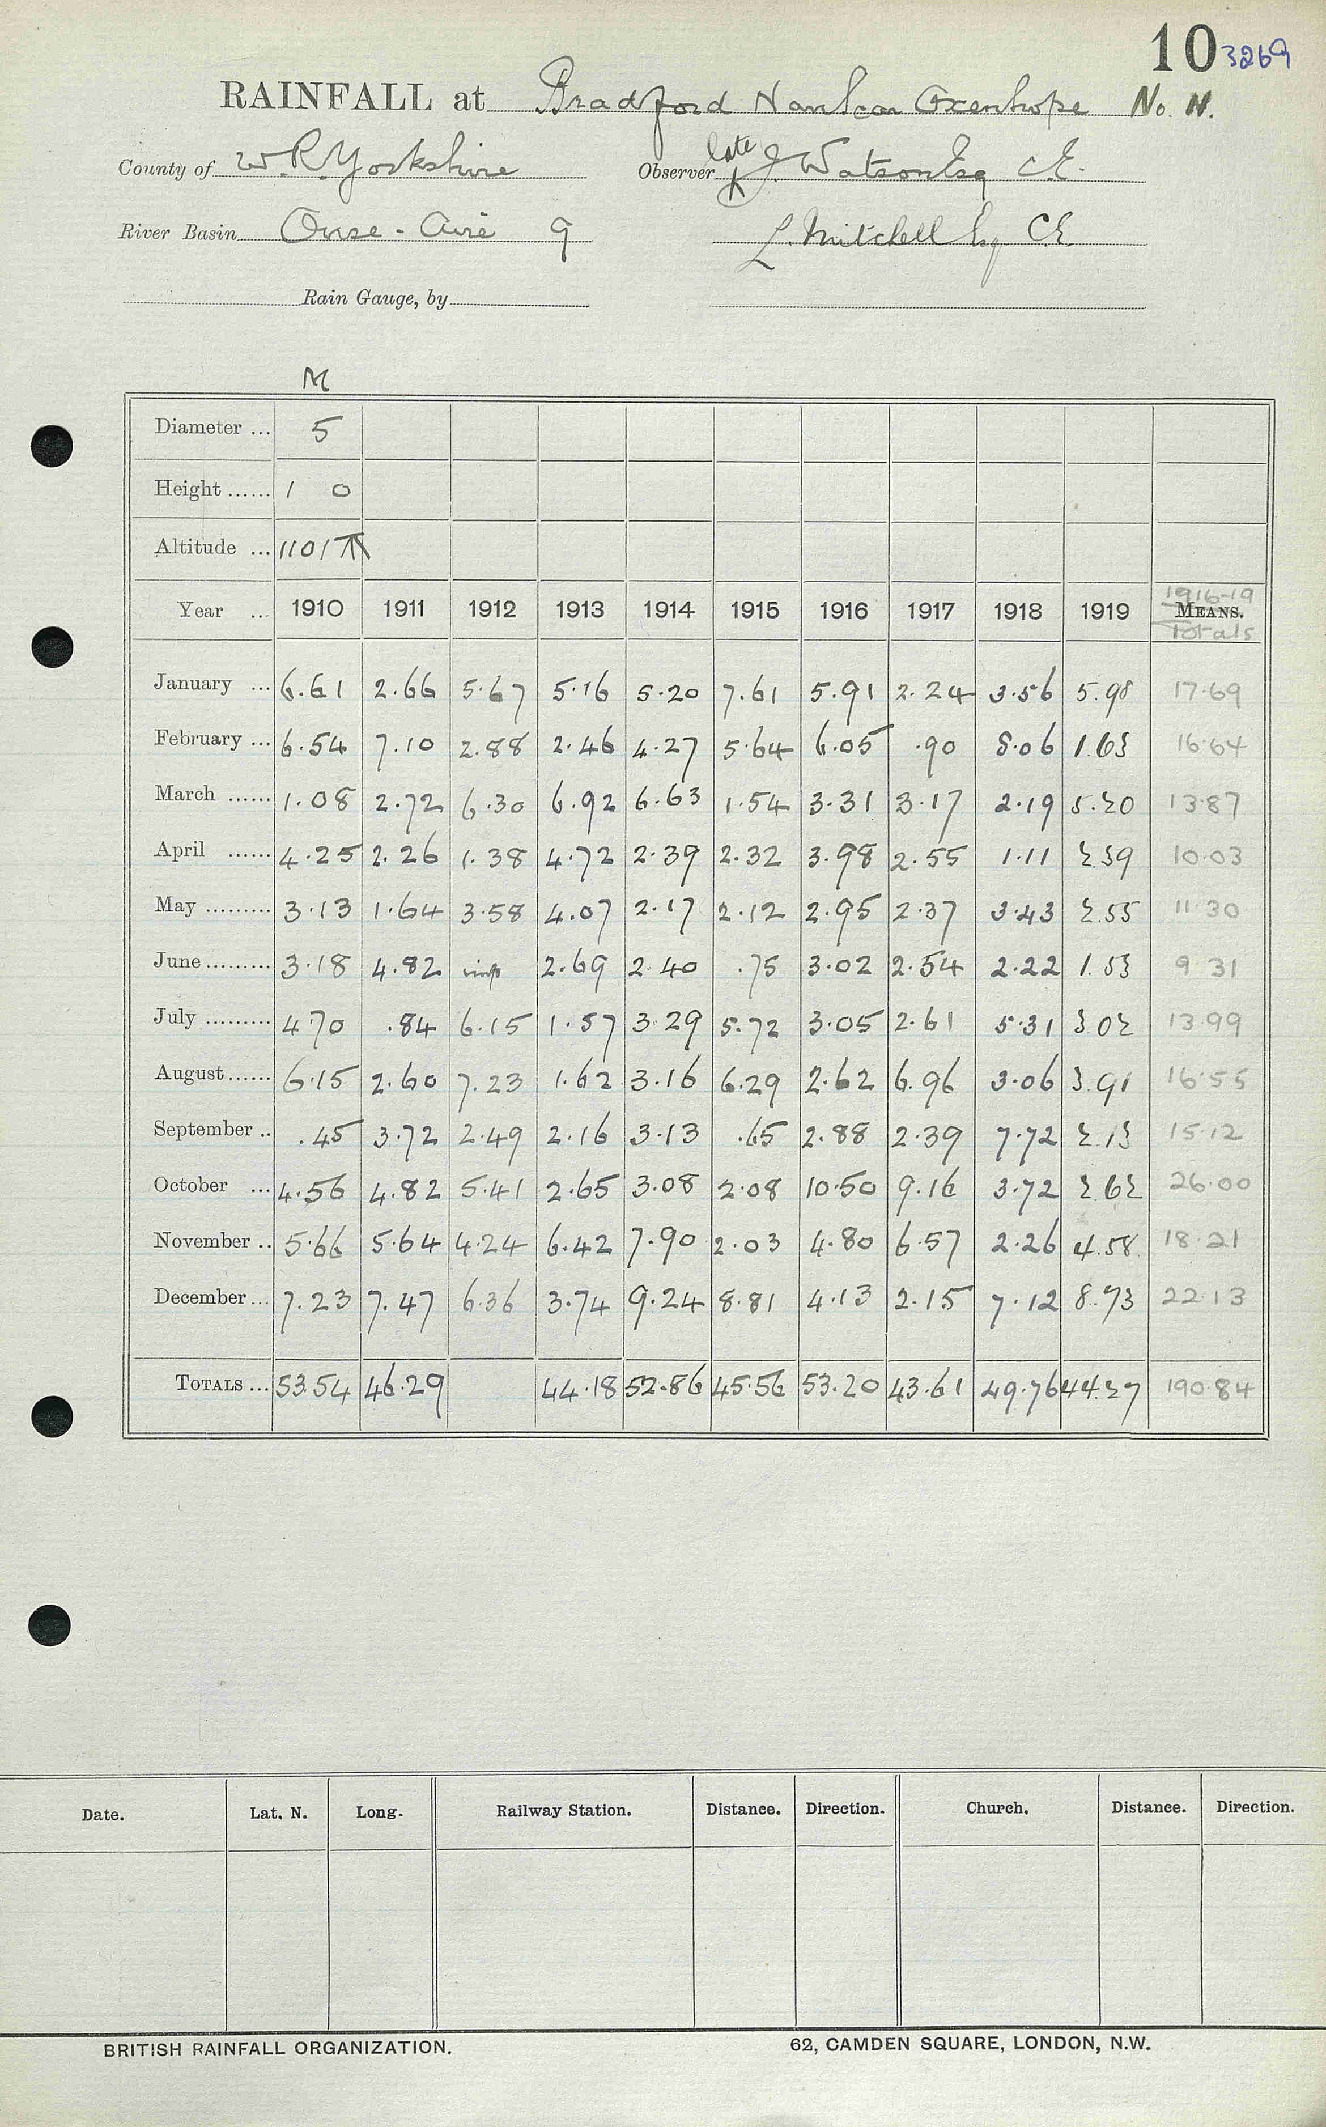 10 3269
RAINFALL at Bradford Nan Scar Oxenhope No. 11.
County of W. R. Yorkshire Observer late J Watson Esq C.E.
River Basin Ouse - Aire 9 L. Mitchell Esq C.E.
Rain Gauge, by
M
Diameter ... 5
Height ...... 1 0
Altitude ... 1101
Year ... 1910 1911 1912 1913 1914 1915 1916 1917 1918 1919 MEANS. 1916-19 Totals
January ... 6.61 2.66 5.67 5.16 5.20 7.61 5.91 2.24 3.56 5.98 17.69
February ... 6.54 7.10 2.88 2.46 4.27 5.64 6.05 .90 8.06 1.63 16.64
March ...... 1.08 2.72 6.30 6.92 6.63 1.54 3.31 3.17 2.19 5.20 13.87
April ...... 4.25 2.26 1.38 4.72 2.39 2.32 3.98 2.55 1.11 2.39 10.03
May ......... 3.13 1.64 3.58 4.07 2.17 2.12 2.95 2.37 3.43 2.55 11.30
June ......... 3.18 4.82 2.69 2.40 .75 3.02 2.54 2.22 1.53 9.31
July ......... 4.70 .84 6.15 1.57 3.29 5.72 3.05 2.61 5.31 3.02 13.99
August ...... 6.15 2.60 7.23 1.62 3.16 6.29 2.62 6.96 3.06 3.91 16.55
September .. .45 3.72 2.49 2.16 3.13 .65 2.88 2.39 7.72 2.13 15.12
October ... 4.56 4.82 5.41 2.65 3.08 2.08 10.50 9.16 3.72 2.62 26.00
November .. 5.66 5.64 4.24 6.42 7.90 2.03 4.80 6.57 2.26 4.58 18.21
December ... 7.23 7.47 6.36 3.74 9.24 8.81 4.13 2.15 7.12 8.73 22.13
TOTALS ... 53.54 46.29 44.18 52.86 45.56 53.20 43.61 49.76 44.27 190.84
Date. Lat. N. Long. Railway Station. Distance. Direction. Church. Distance. Direction.
BRITISH RAINFALL ORGANIZATION. 62, CAMDEN SQUARE, LONDON, N.W.